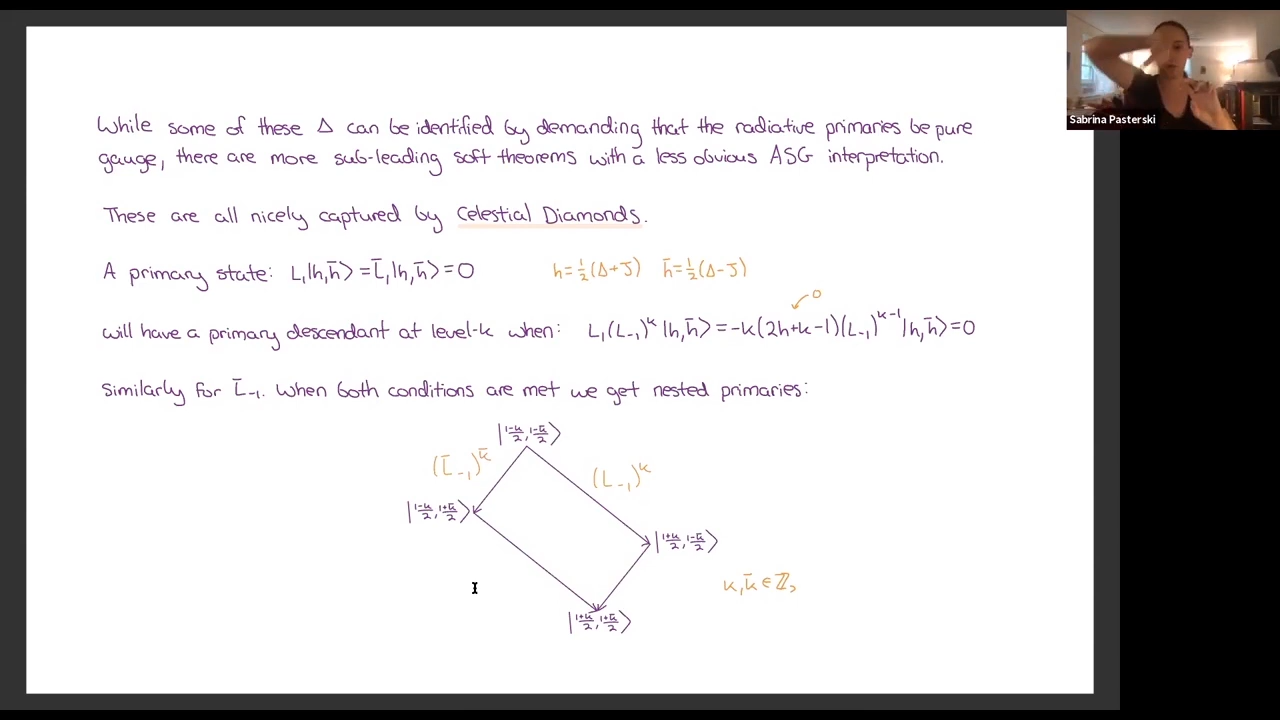 While some of these Δ can be identified by demanding that the radiative primaries be pure
gauge, there are more sub-leading soft theorems with a less obvious ASG interpretation.
These are all nicely captured by Celestial Diamonds.
A primary state: L₁|h,h̄⟩ = L̄₁|h,h̄⟩ = 0 h=½(Δ+J) h̄=½(Δ-J)
0
will have a primary descendant at level-k when: L₁(L₋₁)ᵏ|h,h̄⟩ = -k(2h+k-1)(L₋₁)ᵏ⁻¹|h,h̄⟩ = 0
Similarly for L̄₋₁. When both conditions are met we get nested primaries:
|1-k/2, 1-k̄/2⟩
(L̄₋₁)^k̄ (L₋₁)ᵏ
|1-k/2, 1+k̄/2⟩
|1+k/2, 1-k̄/2⟩
k, k̄ ∈ ℤ>
|1+k/2, 1+k̄/2⟩
Sabrina Pasterski